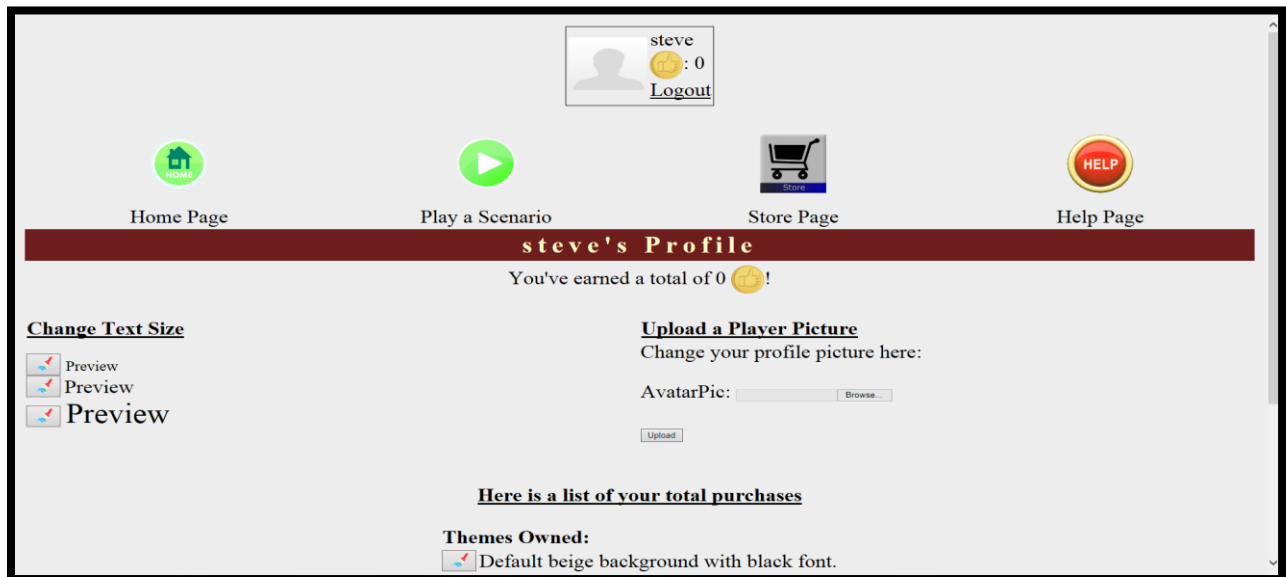 steve
: 0
Logout
HOME
Store
HELP
Home Page
Play a Scenario
Store Page
Help Page
steve's Profile
You've earned a total of 0 !
Change Text Size
Preview
Preview
Preview
Upload a Player Picture
Change your profile picture here:
AvatarPic: Browse...
Upload
Here is a list of your total purchases
Themes Owned:
Default beige background with black font.